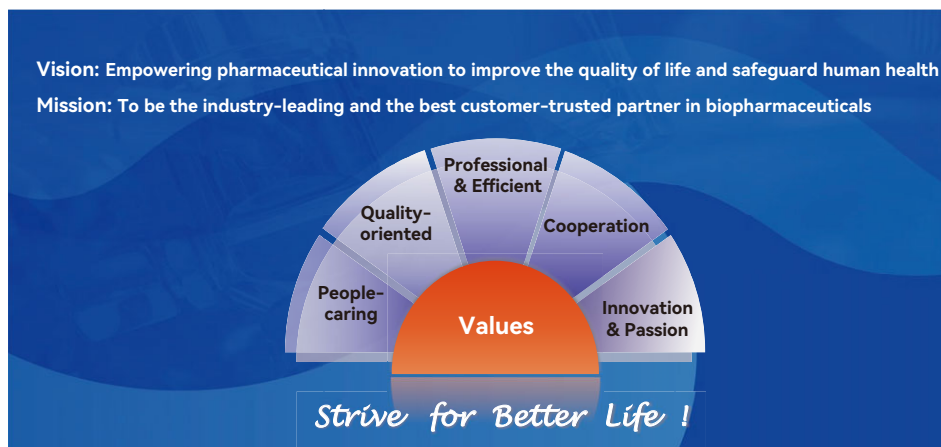 Vision: Empowering pharmaceutical innovation to improve the quality of life and safeguard human health
Mission: To be the industry-leading and the best customer-trusted partner in biopharmaceuticals
People-
caring
Quality-
oriented
Professional
& Efficient
Cooperation
Innovation
& Passion
Values
Strive for Better Life !